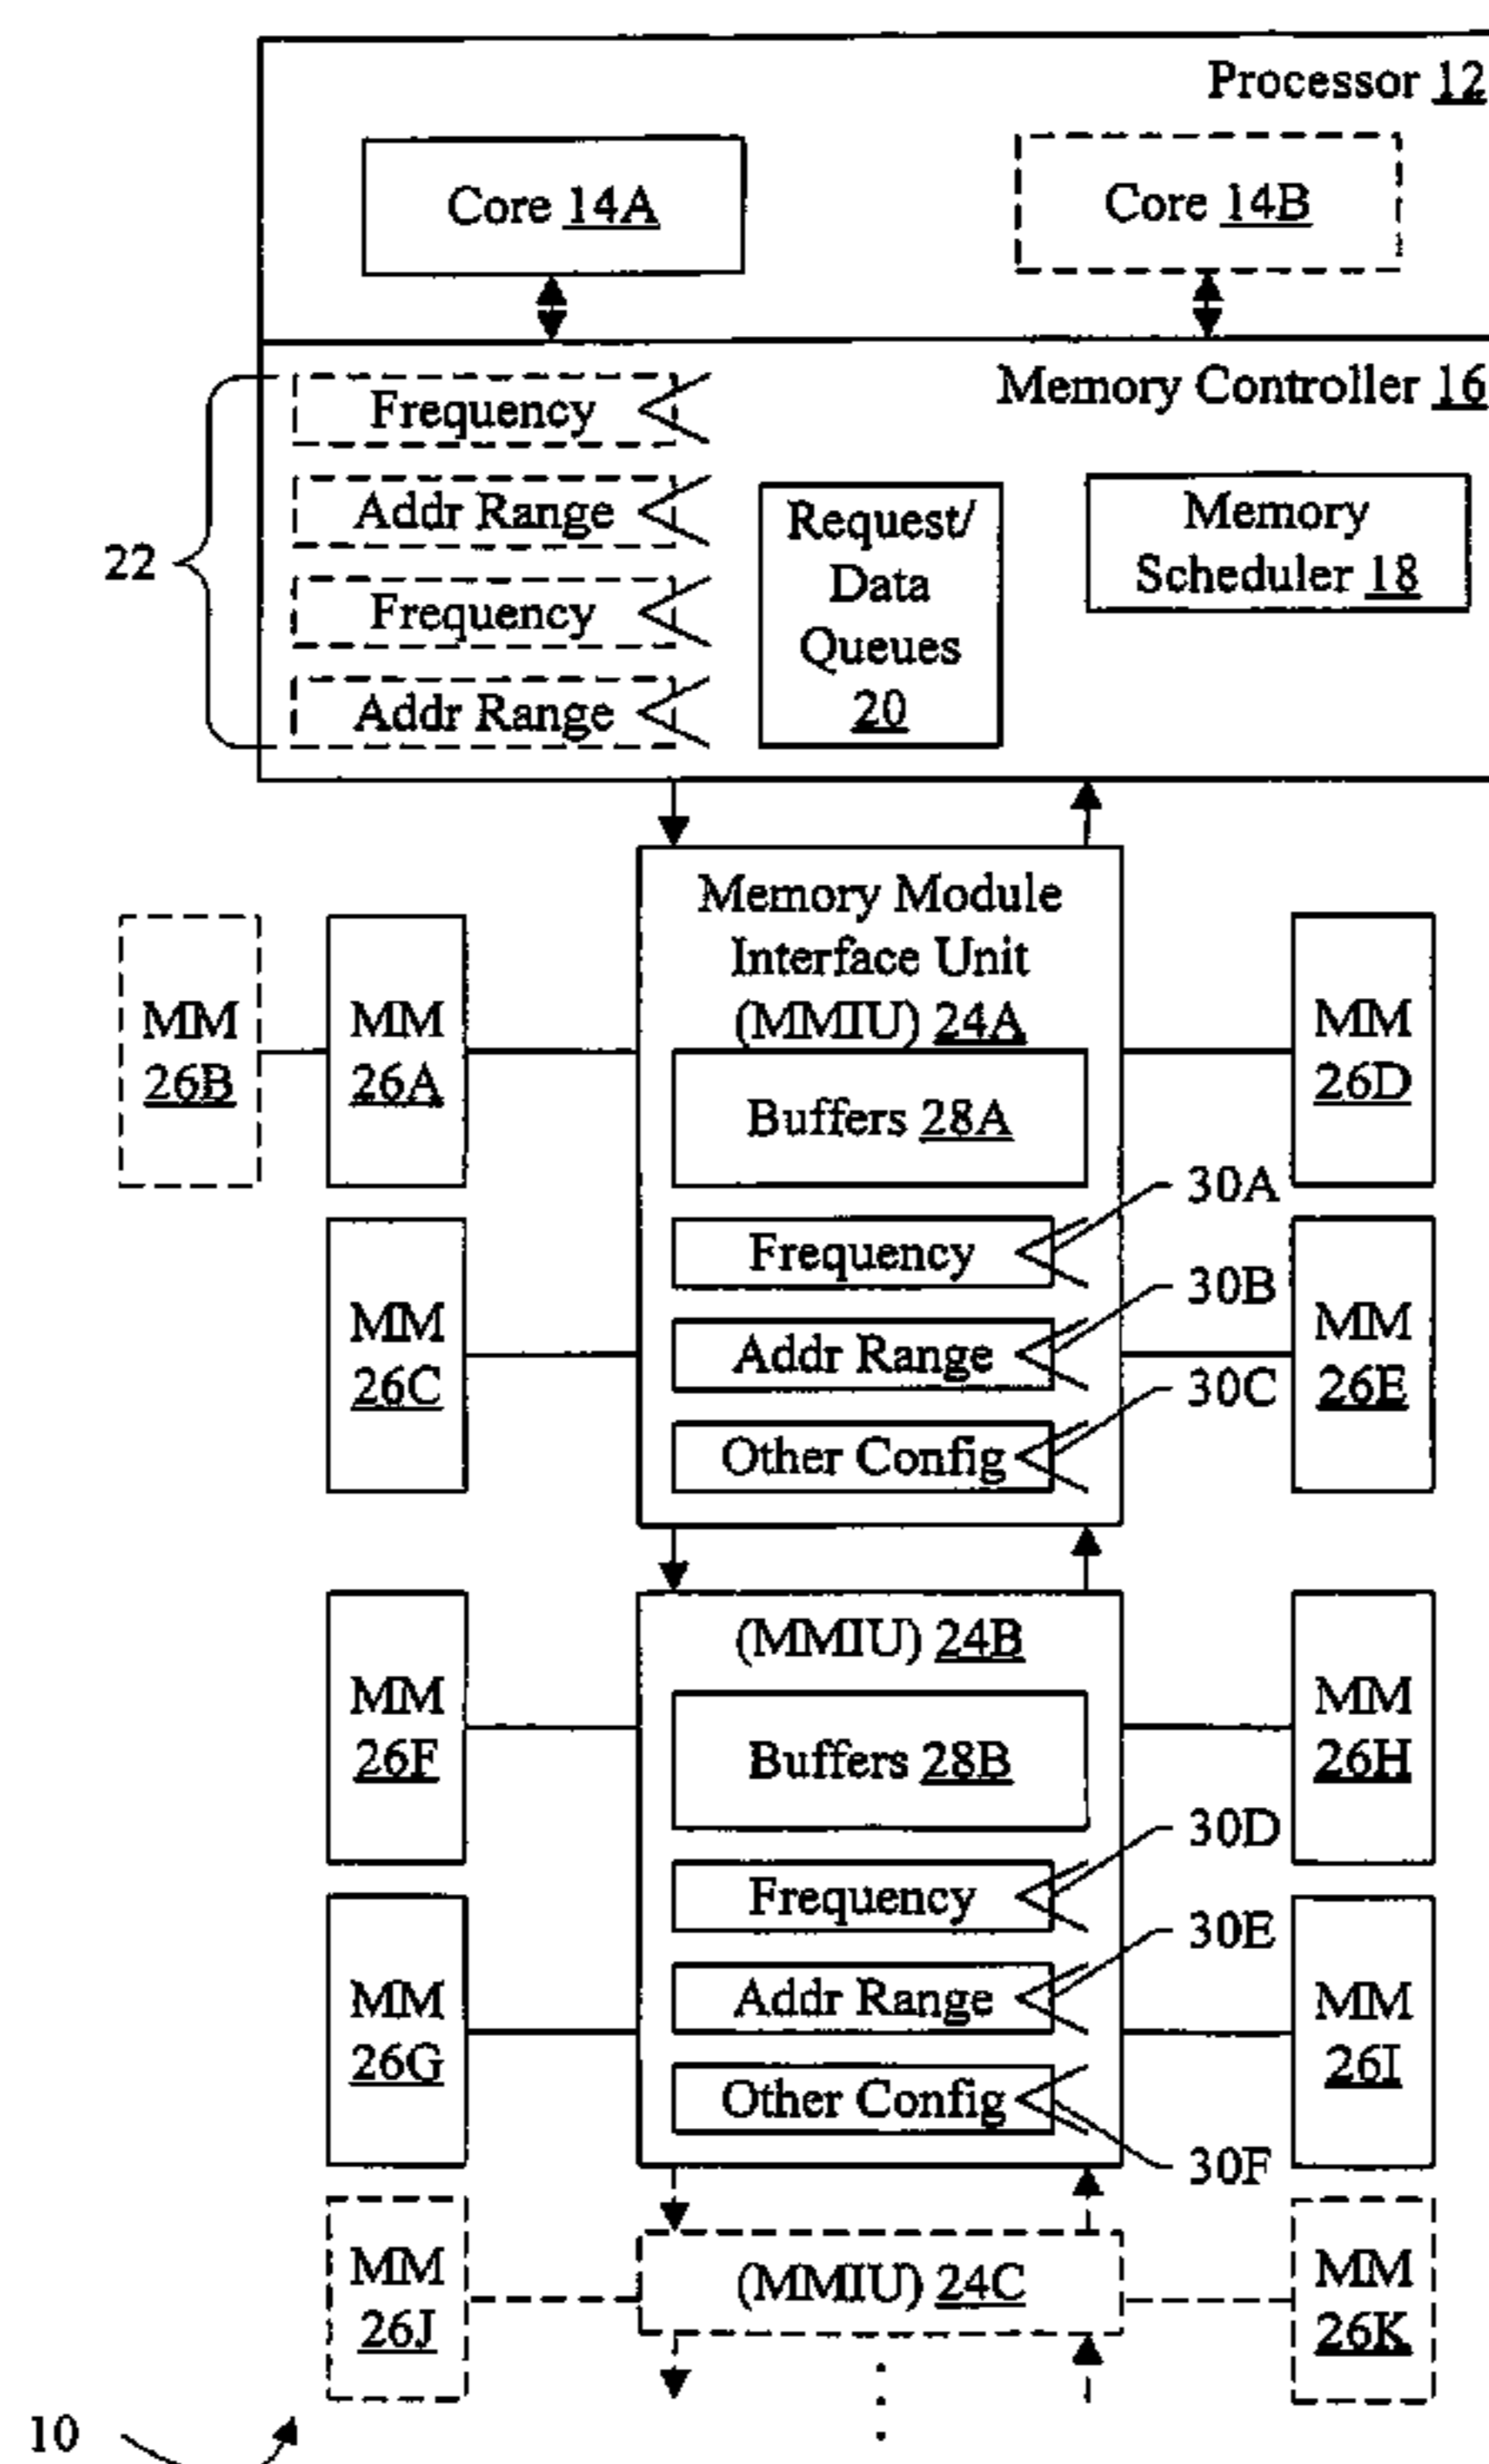 Processor 12
Core 14A
Core 14B
Memory Controller 16
Frequency
Addr Range
Frequency
Addr Range
22
Request/
Data
Queues
20
Memory
Scheduler 18
Memory Module
Interface Unit
(MMIU) 24A
MM
26B
MM
26A
MM
26D
Buffers 28A
30A
Frequency
30B
MM
26C
Addr Range
MM
26E
30C
Other Config
(MMIU) 24B
MM
26F
MM
26H
Buffers 28B
30D
Frequency
30E
MM
26G
Addr Range
MM
26I
Other Config
30F
MM
26J
(MMIU) 24C
MM
26K
10